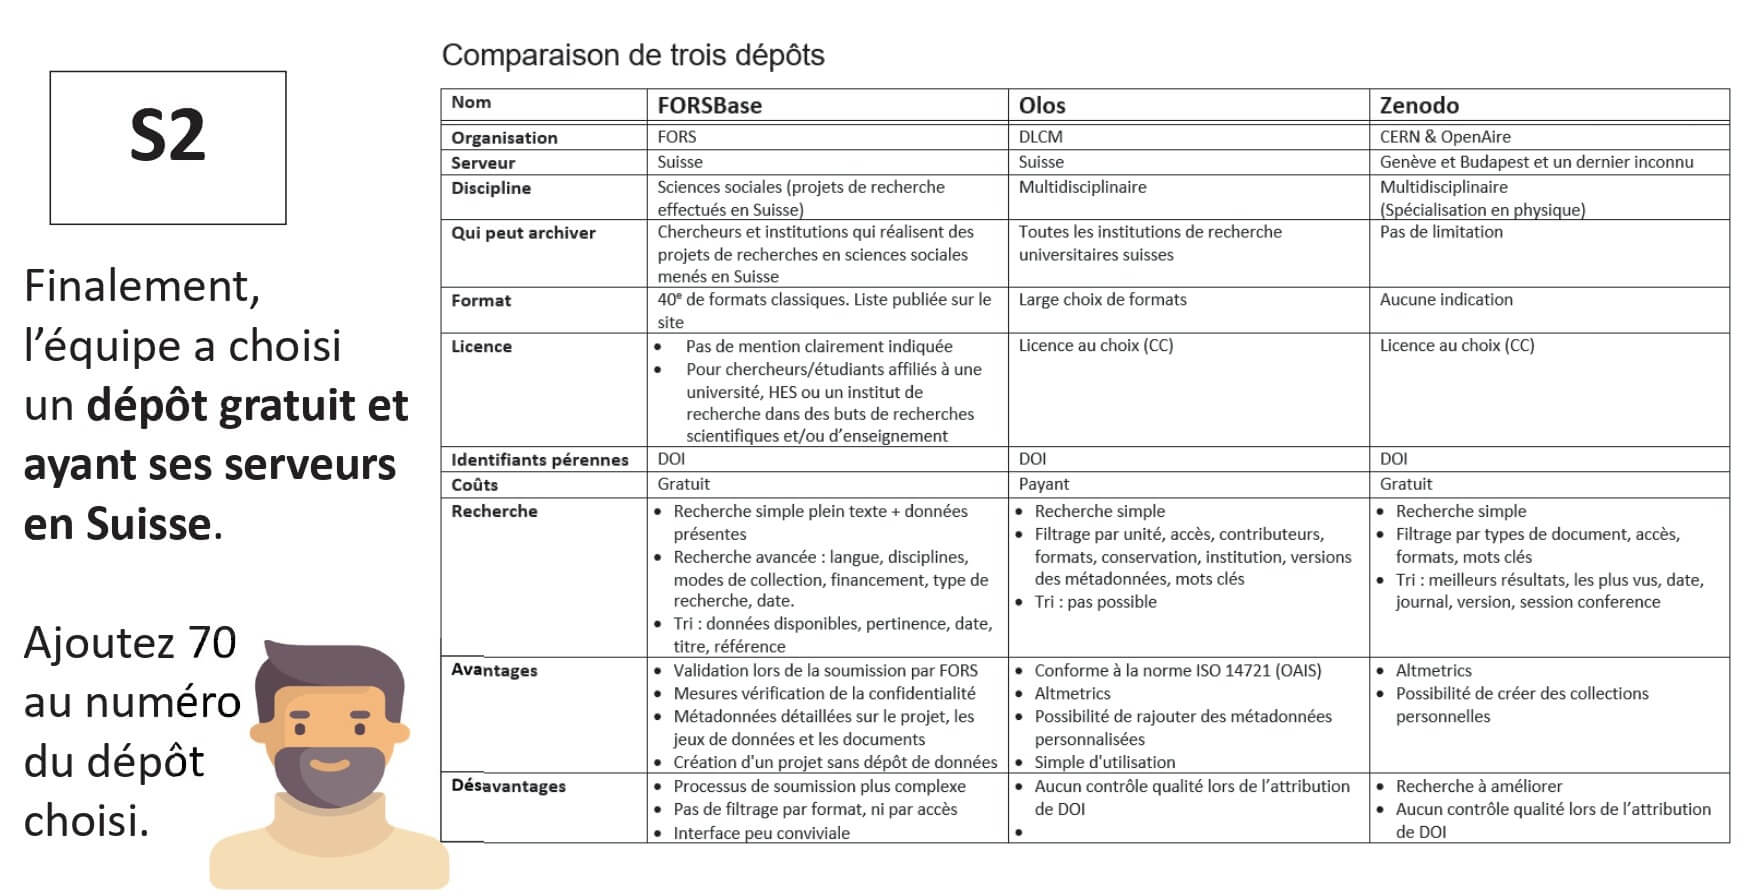 S2
Finalement,
l’équipe a choisi
un dépôt gratuit et
ayant ses serveurs
en Suisse.
Ajoutez 70
au numéro
du dépôt
choisi.
Comparaison de trois dépôts
Nom
FORSBase
Olos
Zenodo
Organisation
FORS
DLCM
CERN & OpenAire
Serveur
Suisse
Suisse
Genève et Budapest et un dernier inconnu
Discipline
Sciences sociales (projets de recherche
effectués en Suisse)
Multidisciplinaire
Multidisciplinaire
(Spécialisation en physique)
Qui peut archiver
Chercheurs et institutions qui réalisent des
projets de recherches en sciences sociales
menés en Suisse
Toutes les institutions de recherche
universitaires suisses
Pas de limitation
Format
40ᵉ de formats classiques. Liste publiée sur le
site
Large choix de formats
Aucune indication
Licence
• Pas de mention clairement indiquée
• Pour chercheurs/étudiants affiliés à une
université, HES ou un institut de
recherche dans des buts de recherches
scientifiques et/ou d’enseignement
Licence au choix (CC)
Licence au choix (CC)
Identifiants pérennes
DOI
DOI
DOI
Coûts
Gratuit
Payant
Gratuit
Recherche
• Recherche simple plein texte + données
présentes
• Recherche avancée : langue, disciplines,
modes de collection, financement, type de
recherche, date.
• Tri : données disponibles, pertinence, date,
titre, référence
• Recherche simple
• Filtrage par unité, accès, contributeurs,
formats, conservation, institution, versions
des métadonnées, mots clés
• Tri : pas possible
• Recherche simple
• Filtrage par types de document, accès,
formats, mots clés
• Tri : meilleurs résultats, les plus vus, date,
journal, version, session conference
Avantages
• Validation lors de la soumission par FORS
• Mesures vérification de la confidentialité
• Métadonnées détaillées sur le projet, les
jeux de données et les documents
• Création d'un projet sans dépôt de données
• Conforme à la norme ISO 14721 (OAIS)
• Altmetrics
• Possibilité de rajouter des métadonnées
personnalisées
• Simple d'utilisation
• Altmetrics
• Possibilité de créer des collections
personnelles
Désavantages
• Processus de soumission plus complexe
• Pas de filtrage par format, ni par accès
• Interface peu conviviale
• Aucun contrôle qualité lors de l’attribution
de DOI
•
• Recherche à améliorer
• Aucun contrôle qualité lors de l’attribution
de DOI